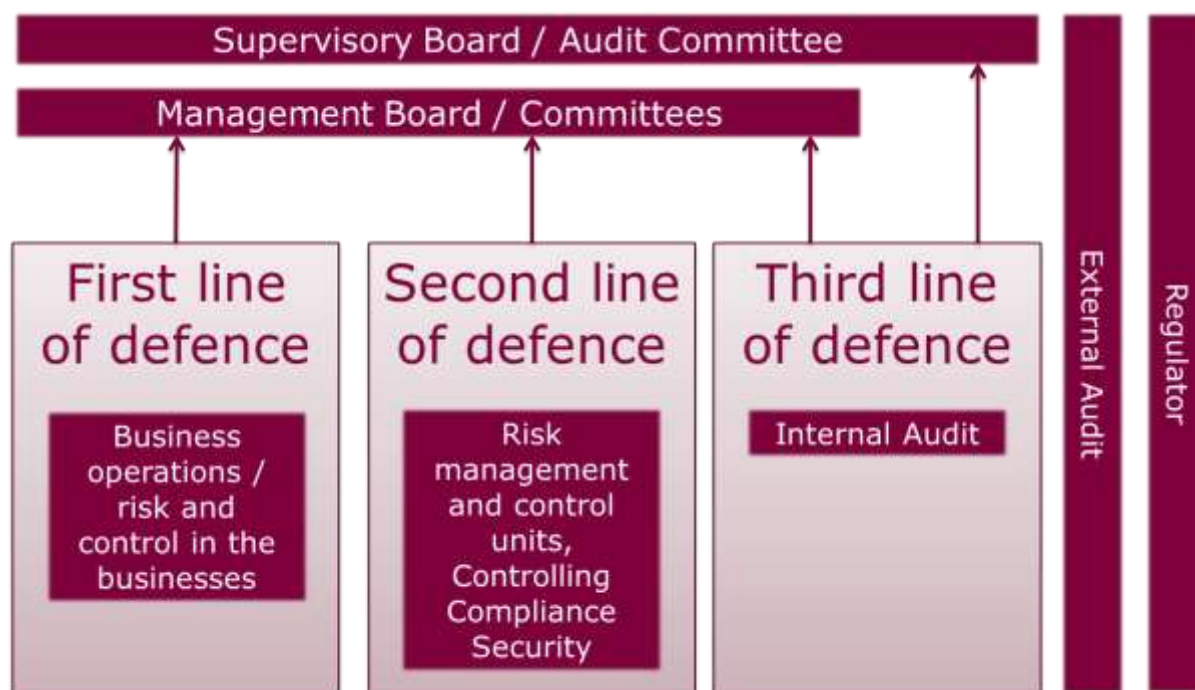 Supervisory Board / Audit Committee
Management Board / Committees
First line
of defence
Business
operations /
risk and
control in the
businesses
Second line
of defence
Risk
management
and control
units,
Controlling
Compliance
Security
Third line
of defence
Internal Audit
External Audit
Regulator